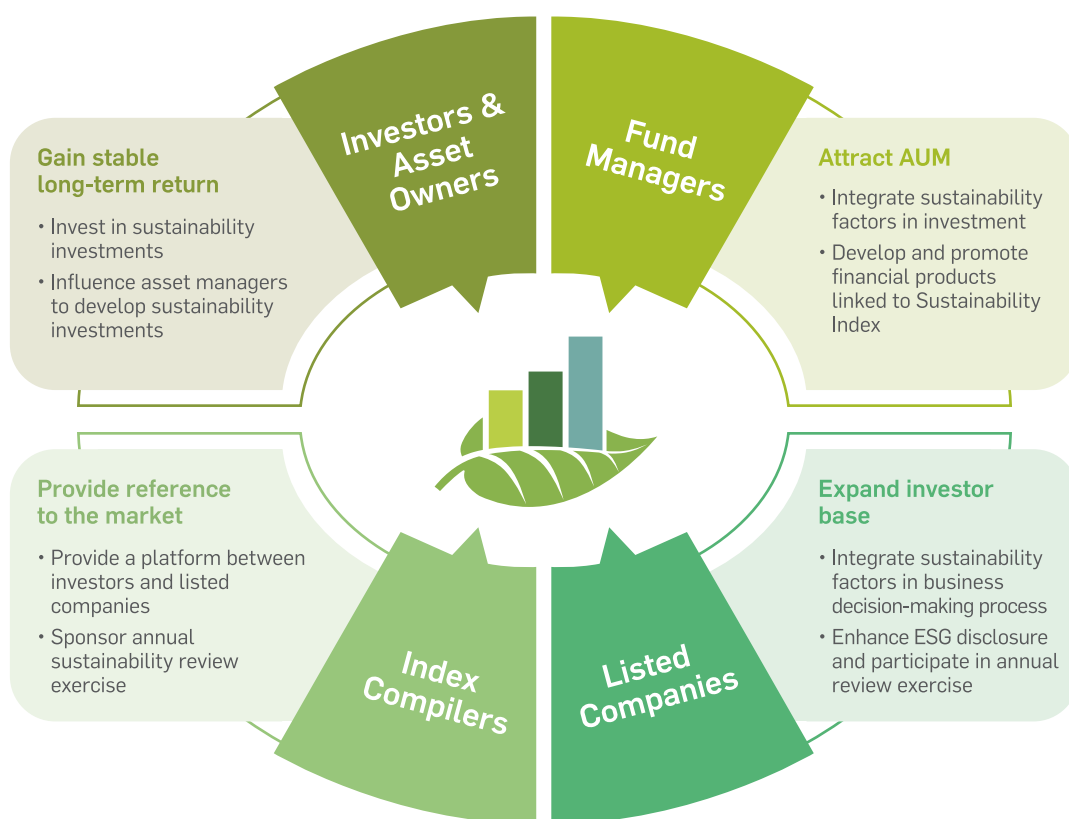 Investors &
Asset
Owners
Fund
Managers
Gain stable
long-term return
• Invest in sustainability
investments
• Influence asset managers
to develop sustainability
investments
Attract AUM
• Integrate sustainability
factors in investment
• Develop and promote
financial products
linked to Sustainability
Index
Provide reference
to the market
• Provide a platform between
investors and listed
companies
• Sponsor annual
sustainability review
exercise
Expand investor
base
• Integrate sustainability
factors in business
decision-making process
• Enhance ESG disclosure
and participate in annual
review exercise
Index
Compilers
Listed
Companies